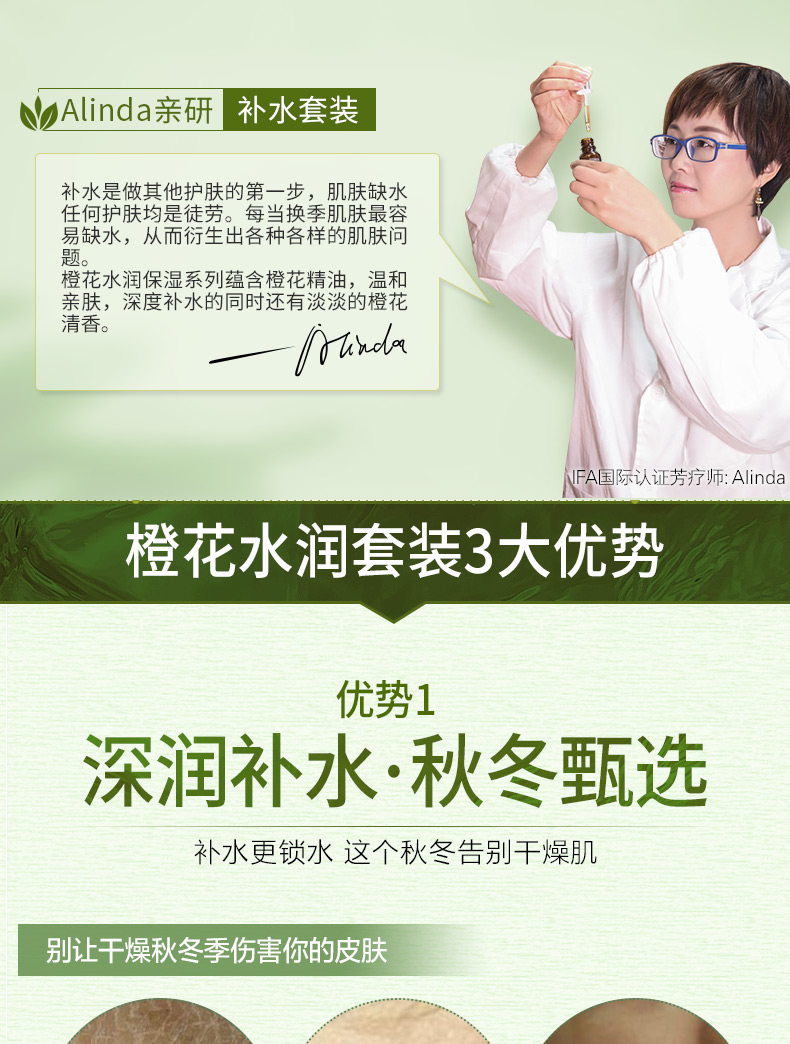 Alinda亲研 补水套装
补水是做其他护肤的第一步，肌肤缺水
任何护肤均是徒劳。每当换季肌肤最容
易缺水，从而衍生出各种各样的肌肤问
题。
橙花水润保湿系列蕴含橙花精油，温和
亲肤，深度补水的同时还有淡淡的橙花
清香。
Alinda
IFA国际认证芳疗师: Alinda
橙花水润套装3大优势
优势1
深润补水·秋冬甄选
补水更锁水 这个秋冬告别干燥肌
别让干燥秋冬季伤害你的皮肤